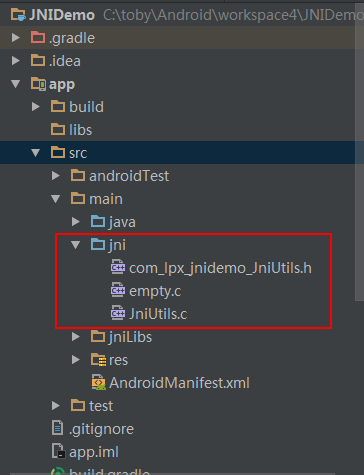 JNIDemo C:\toby\Android\workspace4\JNIDemo
.gradle
.idea
app
build
libs
src
androidTest
main
java
jni
com_lpx_jnidemo_JniUtils.h
empty.c
JniUtils.c
jniLibs
res
AndroidManifest.xml
test
.gitignore
app.iml
build.gradle